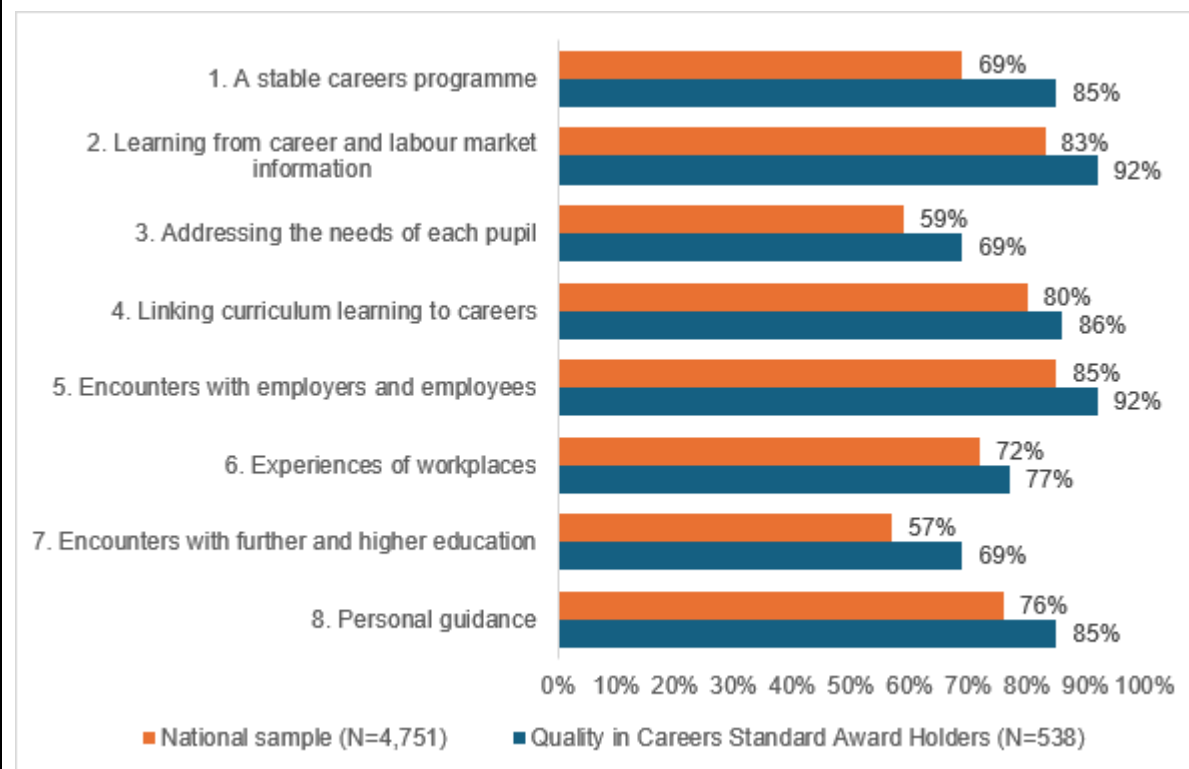 1. A stable careers programme
69%
85%
2. Learning from career and labour market
information
83%
92%
3. Addressing the needs of each pupil
59%
69%
4. Linking curriculum learning to careers
80%
86%
5. Encounters with employers and employees
85%
92%
6. Experiences of workplaces
72%
77%
7. Encounters with further and higher education
57%
69%
8. Personal guidance
76%
85%
0% 10% 20% 30% 40% 50% 60% 70% 80% 90% 100%
National sample (N=4,751) Quality in Careers Standard Award Holders (N=538)